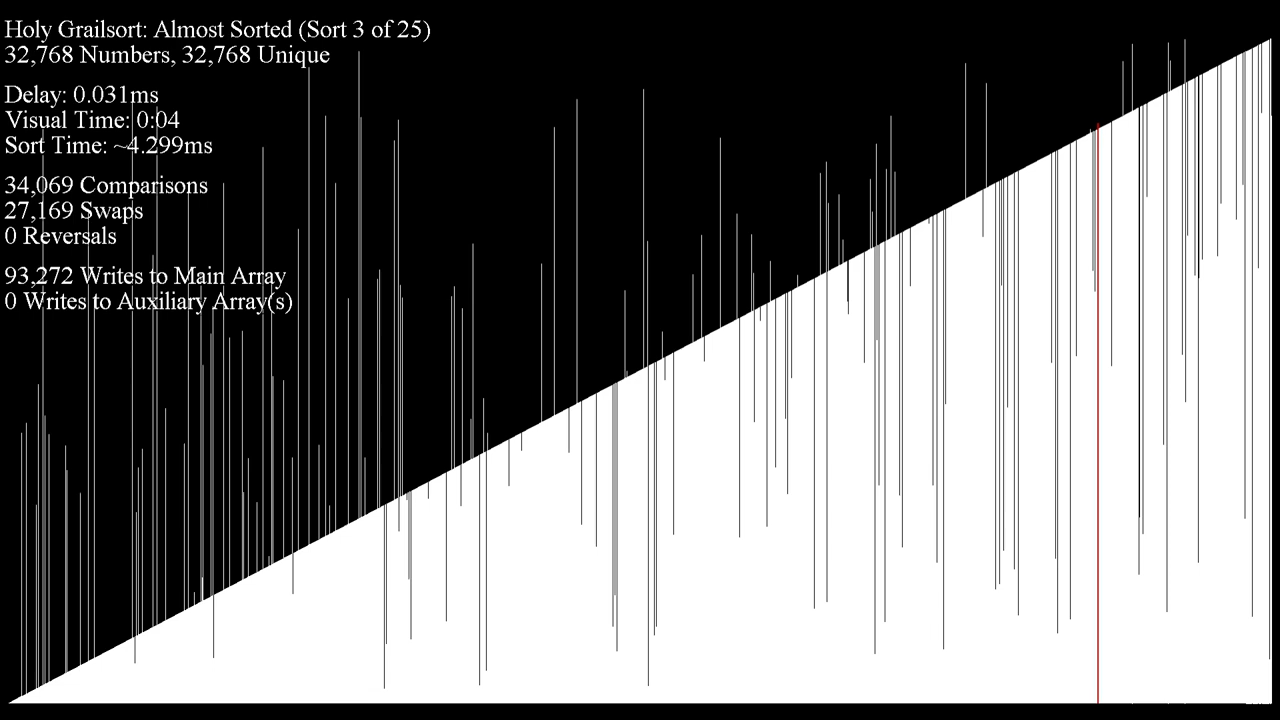 Holy Grailsort: Almost Sorted (Sort 3 of 25)
32,768 Numbers, 32,768 Unique
Delay: 0.031ms
Visual Time: 0:04
Sort Time: ~4.299ms
34,069 Comparisons
27,169 Swaps
0 Reversals
93,272 Writes to Main Array
0 Writes to Auxiliary Array(s)